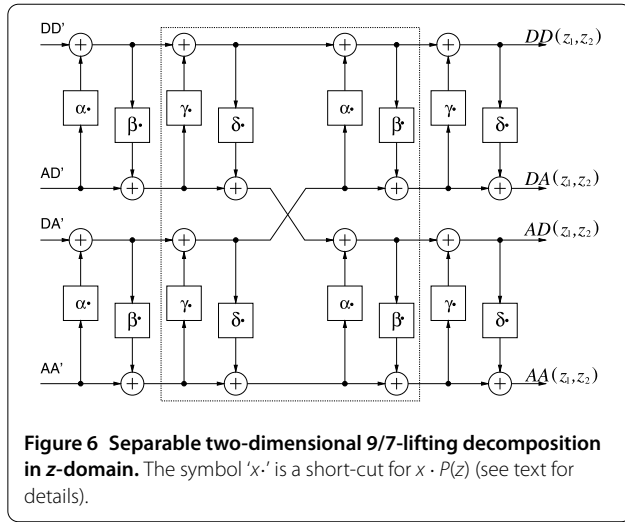 DD' DD(z₁,z₂)
+ + + +
α• β• γ• δ• α• β• γ• δ•
AD' DA(z₁,z₂)
+ + + +
DA' AD(z₁,z₂)
+ + + +
α• β• γ• δ• α• β• γ• δ•
AA' AA(z₁,z₂)
+ + + +
Figure 6 Separable two-dimensional 9/7-lifting decomposition
in z-domain. The symbol ‘x·’ is a short-cut for x · P(z) (see text for
details).